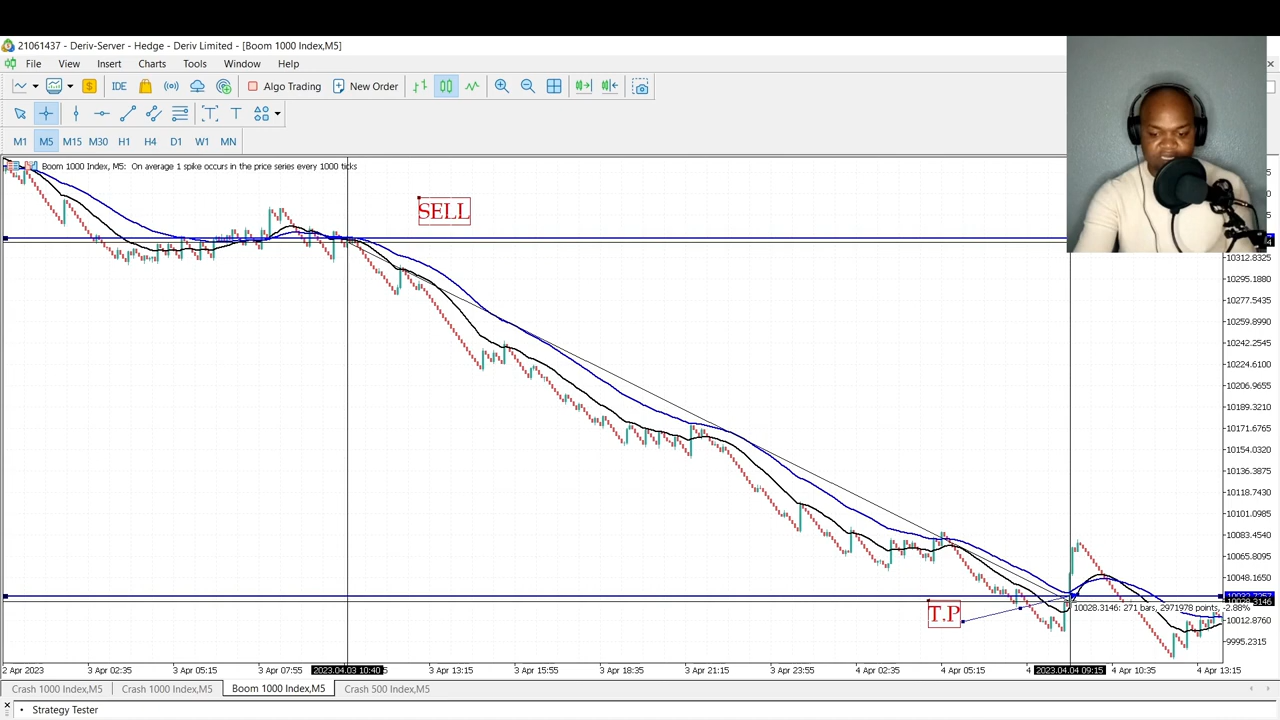 21061437 - Deriv-Server - Hedge - Deriv Limited - [Boom 1000 Index,M5]
File View Insert Charts Tools Window Help
IDE Algo Trading New Order
M1 M5 M15 M30 H1 H4 D1 W1 MN
Boom 1000 Index, M5: On average 1 spike occurs in the price series every 1000 ticks
SELL
10312.8325
10295.1880
10277.5435
10259.8990
10242.2545
10224.6100
10206.9655
10189.3210
10171.6765
10154.0320
10136.3875
10118.7430
10101.0985
10083.4540
10065.8095
10048.1650
10028.3146
T.P
10028.3146: 271 bars, 2971978 points, -2.88%
10012.8760
9995.2315
2 Apr 2023 3 Apr 02:35 3 Apr 05:15 3 Apr 07:55 2023.04.03 10:40 3 Apr 13:15 3 Apr 15:55 3 Apr 18:35 3 Apr 21:15 4 Apr 02:35 4 Apr 05:15 4 2023.04.04 09:15 4 Apr 10:35 4 Apr 13:15
Crash 1000 Index,M5 Crash 1000 Index,M5 Boom 1000 Index,M5 Crash 500 Index,M5
Strategy Tester